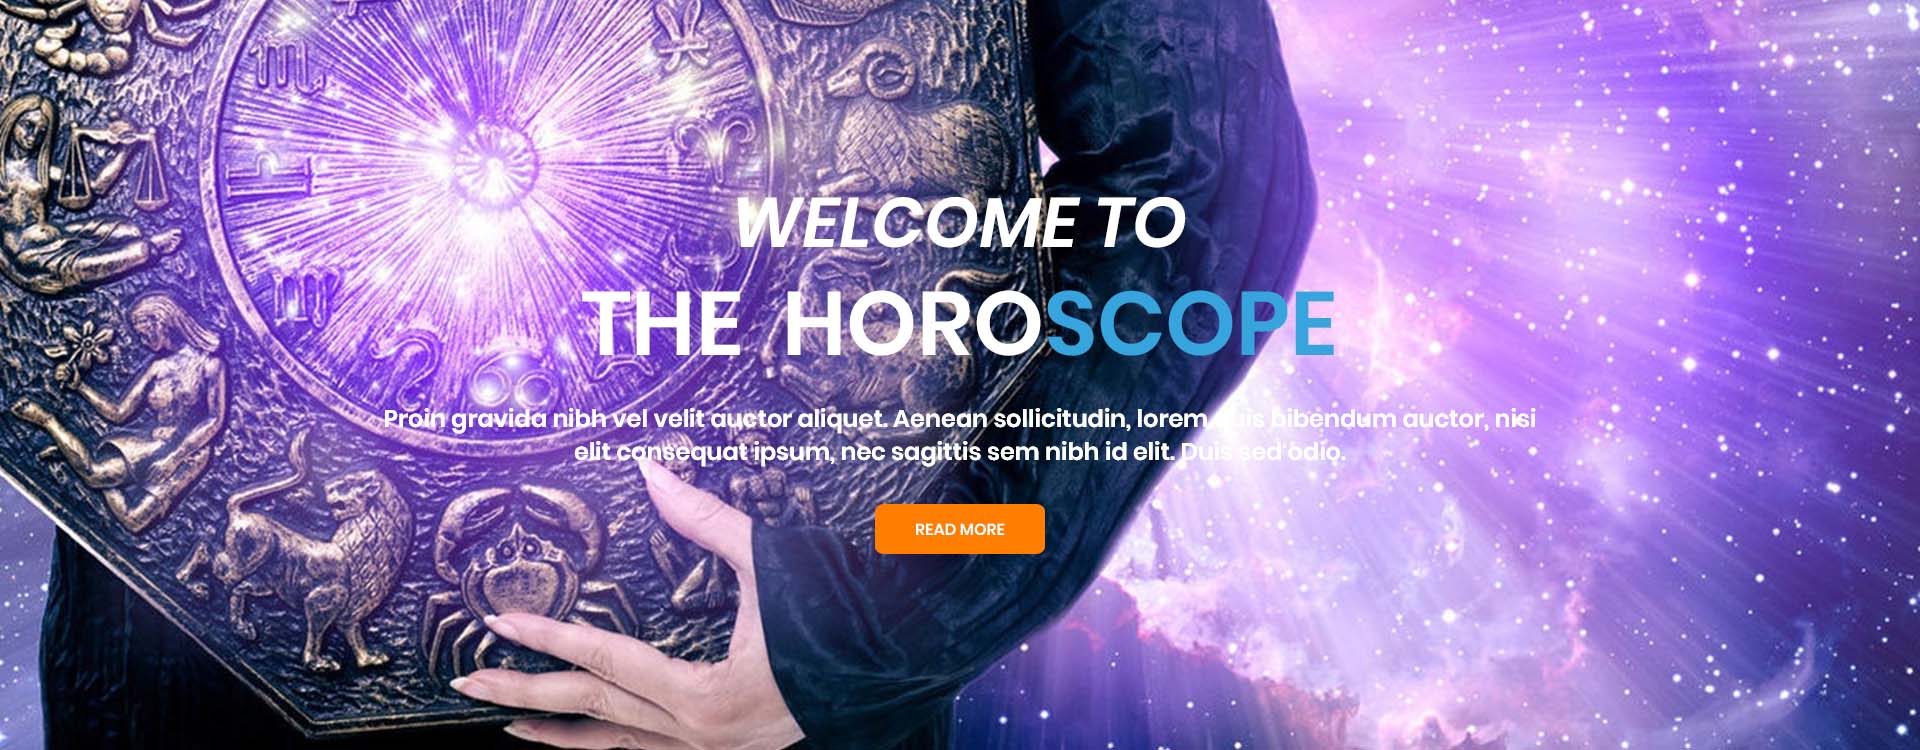 WELCOME TO
THE HOROSCOPE
Proin gravida nibh vel velit auctor aliquet. Aenean sollicitudin, lorem quis bibendum auctor, nisi
elit consequat ipsum, nec sagittis sem nibh id elit. Duis sed odio.
READ MORE